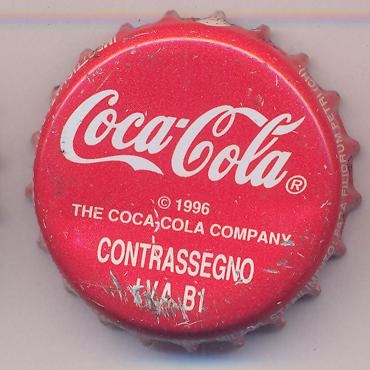 Coca-Cola®
© 1996
THE COCA-COLA COMPANY
CONTRASSEGNO
I.V.A. B1